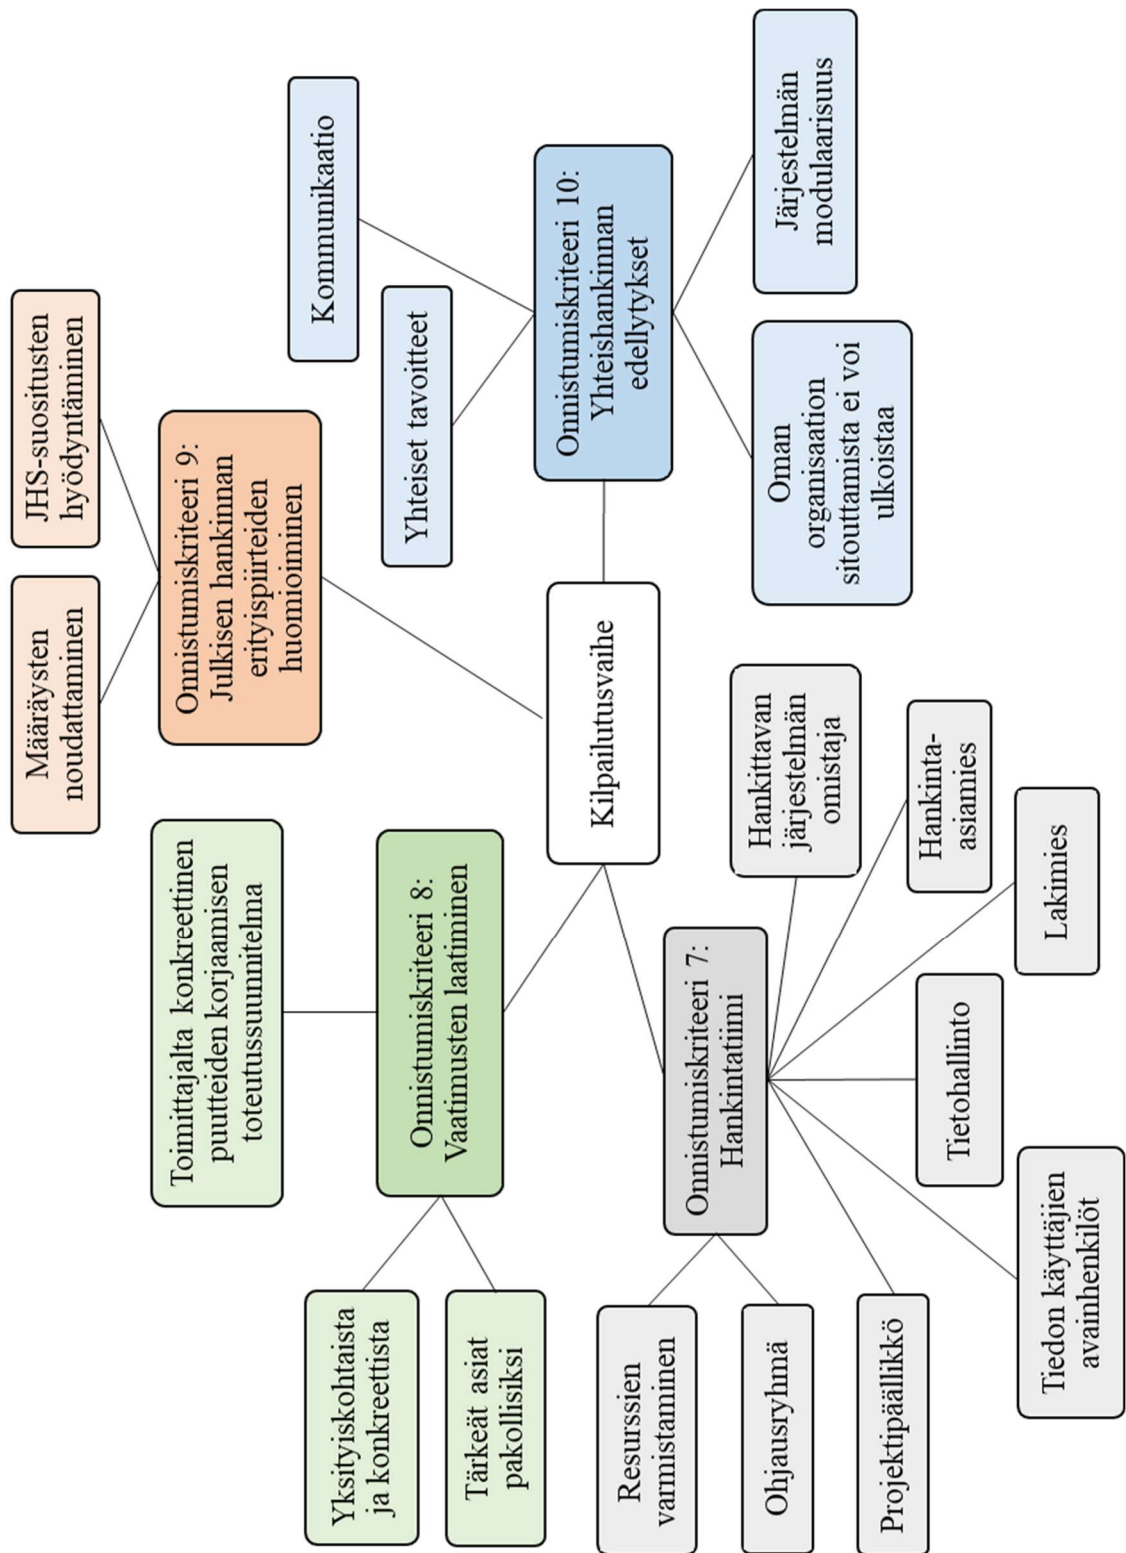 Yksityiskohtaista
ja konkreettista
Tärkeät asiat
pakollisiksi
Toimittajalta konkreettinen
puutteiden korjaamisen
toteutussuunnitelma
Onnistumiskriteeri 8:
Vaatimusten laatiminen
Määräysten
noudattaminen
JHS-suositusten
hyödyntäminen
Onnistumiskriteeri 9:
Julkisen hankinnan
erityispiirteiden
huomioiminen
Kommunikaatio
Yhteiset tavoitteet
Onnistumiskriteeri 10:
Yhteishankinnan
edellytykset
Järjestelmän
modulaarisuus
Oman
organisaation
sitouttamista ei voi
ulkoistaa
Kilpailutusvaihe
Onnistumiskriteeri 7:
Hankintatiimi
Resurssien
varmistaminen
Ohjausryhmä
Projektipäällikkö
Tiedon käyttäjien
avainhenkilöt
Tietohallinto
Lakimies
Hankinta-
asiamies
Hankittavan
järjestelmän
omistaja